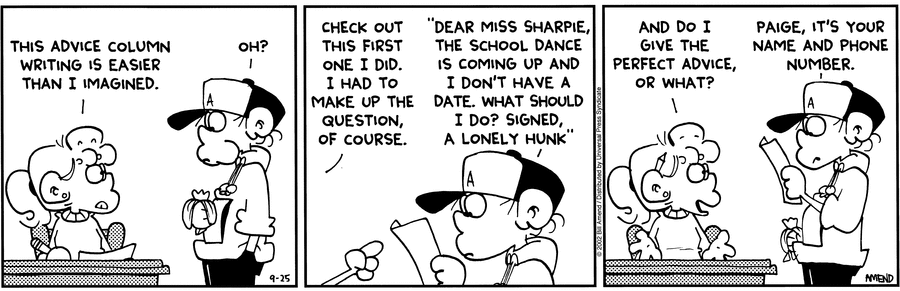 THIS ADVICE COLUMN
WRITING IS EASIER
THAN I IMAGINED.
OH?
A
9-25
CHECK OUT
THIS FIRST
ONE I DID.
I HAD TO
MAKE UP THE
QUESTION,
OF COURSE.
"DEAR MISS SHARPIE,
THE SCHOOL DANCE
IS COMING UP AND
I DON'T HAVE A
DATE. WHAT SHOULD
I DO? SIGNED,
A LONELY HUNK"
A
© 2002 Bill Amend / Distributed by Universal Press Syndicate
AND DO I
GIVE THE
PERFECT ADVICE,
OR WHAT?
PAIGE, IT'S YOUR
NAME AND PHONE
NUMBER.
A
AMEND